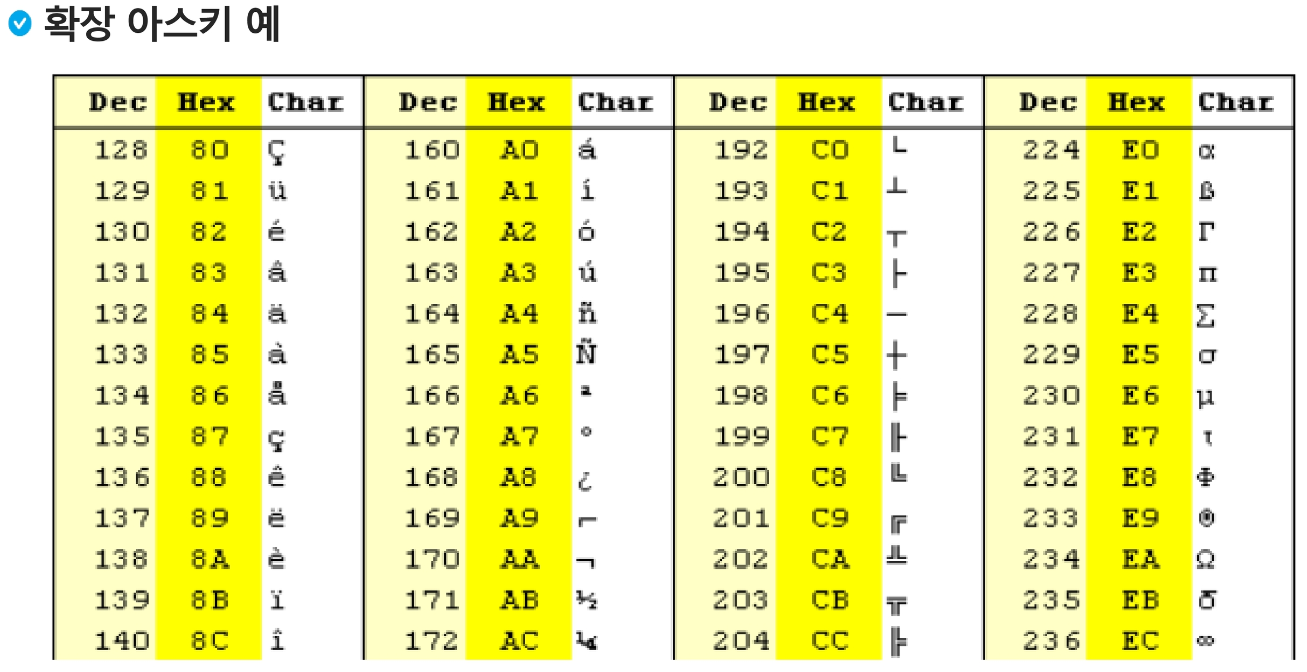 확장 아스키 예
Dec Hex Char Dec Hex Char Dec Hex Char Dec Hex Char
128 80 Ç 160 A0 á 192 C0 └ 224 E0 α
129 81 ü 161 A1 í 193 C1 ┴ 225 E1 ß
130 82 é 162 A2 ó 194 C2 ┬ 226 E2 Γ
131 83 â 163 A3 ú 195 C3 ├ 227 E3 π
132 84 ä 164 A4 ñ 196 C4 ─ 228 E4 Σ
133 85 à 165 A5 Ñ 197 C5 ┼ 229 E5 σ
134 86 å 166 A6 ª 198 C6 ╞ 230 E6 µ
135 87 ç 167 A7 º 199 C7 ╟ 231 E7 τ
136 88 ê 168 A8 ¿ 200 C8 ╚ 232 E8 Φ
137 89 ë 169 A9 ⌐ 201 C9 ╔ 233 E9 ⊙
138 8A è 170 AA ¬ 202 CA ╩ 234 EA Ω
139 8B ï 171 AB ½ 203 CB ╦ 235 EB δ
140 8C î 172 AC ¼ 204 CC ╠ 236 EC ∞